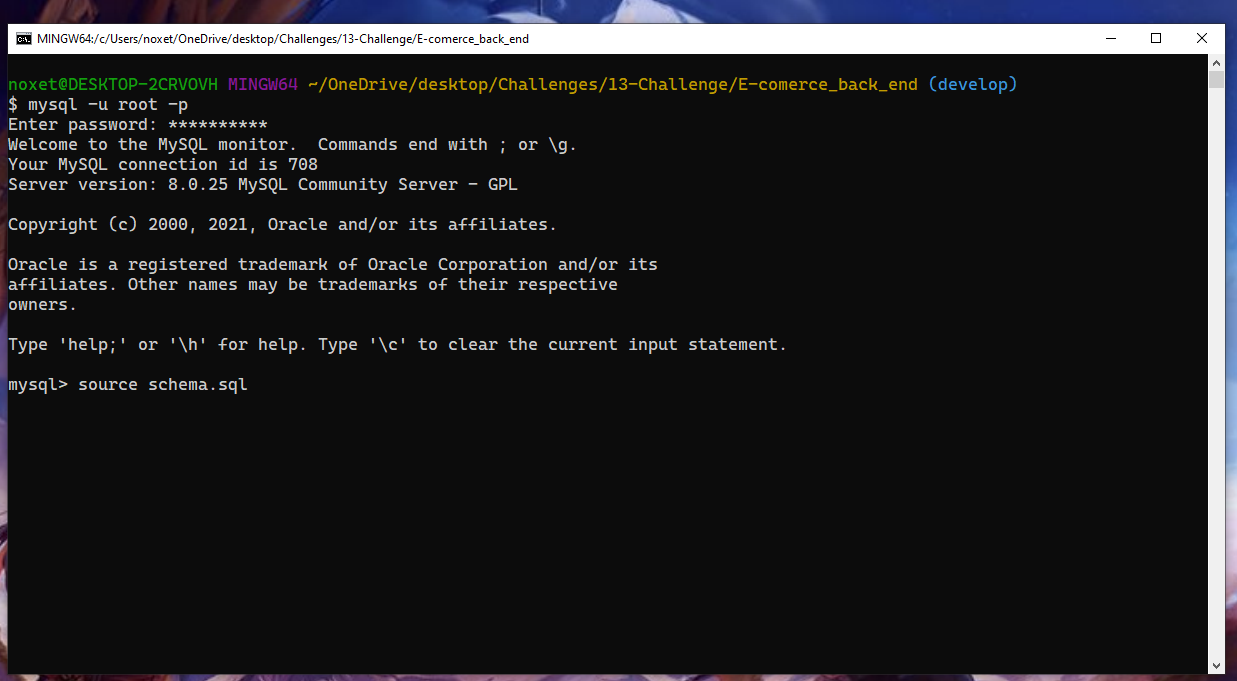 MINGW64:/c/Users/noxet/OneDrive/desktop/Challenges/13-Challenge/E-comerce_back_end
noxet@DESKTOP-2CRVOVH MINGW64 ~/OneDrive/desktop/Challenges/13-Challenge/E-comerce_back_end (develop)
$ mysql -u root -p
Enter password: **********
Welcome to the MySQL monitor.  Commands end with ; or \g.
Your MySQL connection id is 708
Server version: 8.0.25 MySQL Community Server - GPL
Copyright (c) 2000, 2021, Oracle and/or its affiliates.
Oracle is a registered trademark of Oracle Corporation and/or its
affiliates. Other names may be trademarks of their respective
owners.
Type 'help;' or '\h' for help. Type '\c' to clear the current input statement.
mysql> source schema.sql